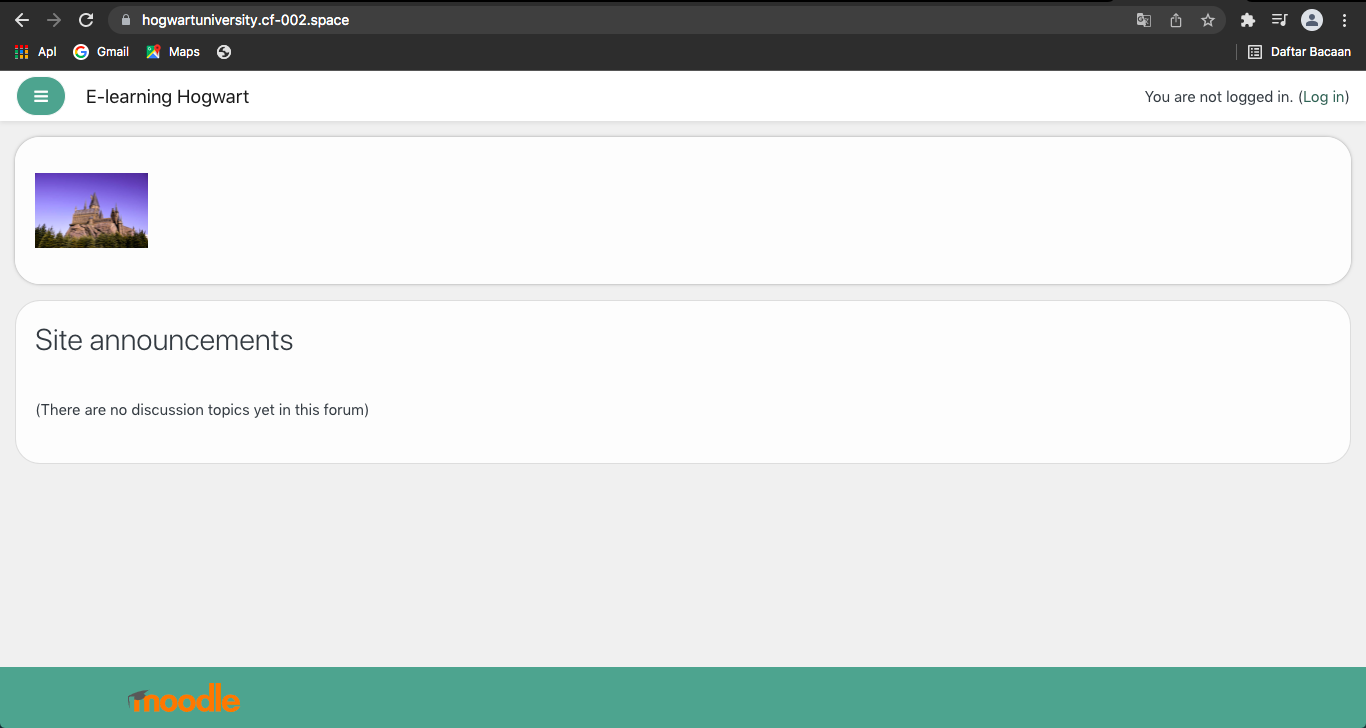 hogwartuniversity.cf-002.space
Apl Gmail Maps Daftar Bacaan
E-learning Hogwart You are not logged in. (Log in)
Site announcements
(There are no discussion topics yet in this forum)
moodle